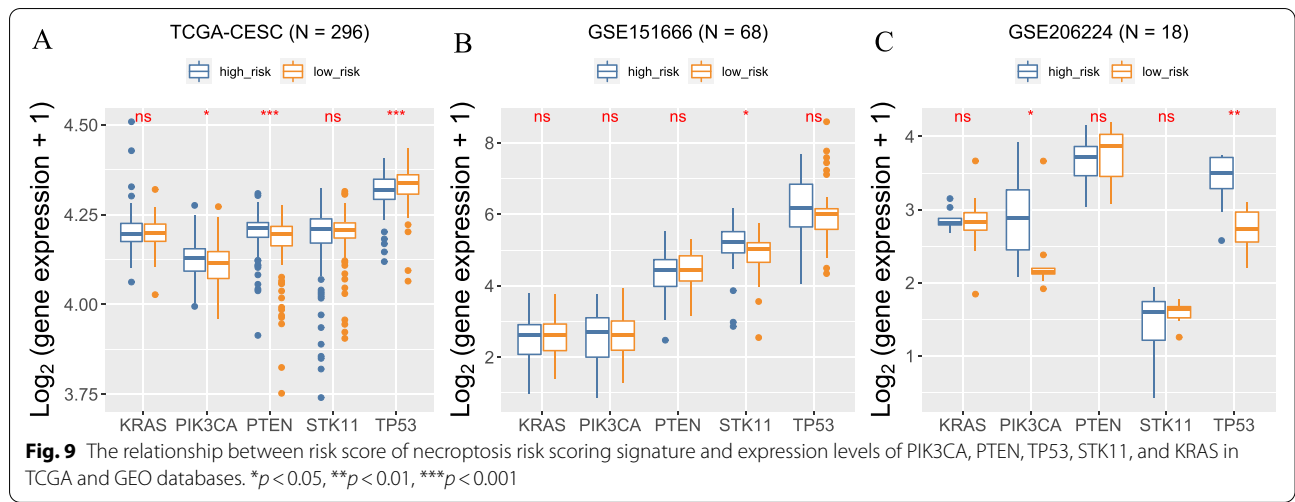 A
TCGA-CESC (N = 296)
high_risk low_risk
Log2 (gene expression + 1)
4.50
4.25
4.00
3.75
ns * *** ns ***
KRAS PIK3CA PTEN STK11 TP53
B
GSE151666 (N = 68)
high_risk low_risk
Log2 (gene expression + 1)
8
6
4
2
ns ns ns * ns
KRAS PIK3CA PTEN STK11 TP53
C
GSE206224 (N = 18)
high_risk low_risk
Log2 (gene expression + 1)
4
3
2
1
ns * ns ns **
KRAS PIK3CA PTEN STK11 TP53
Fig. 9 The relationship between risk score of necroptosis risk scoring signature and expression levels of PIK3CA, PTEN, TP53, STK11, and KRAS in
TCGA and GEO databases. *p < 0.05, **p < 0.01, ***p < 0.001